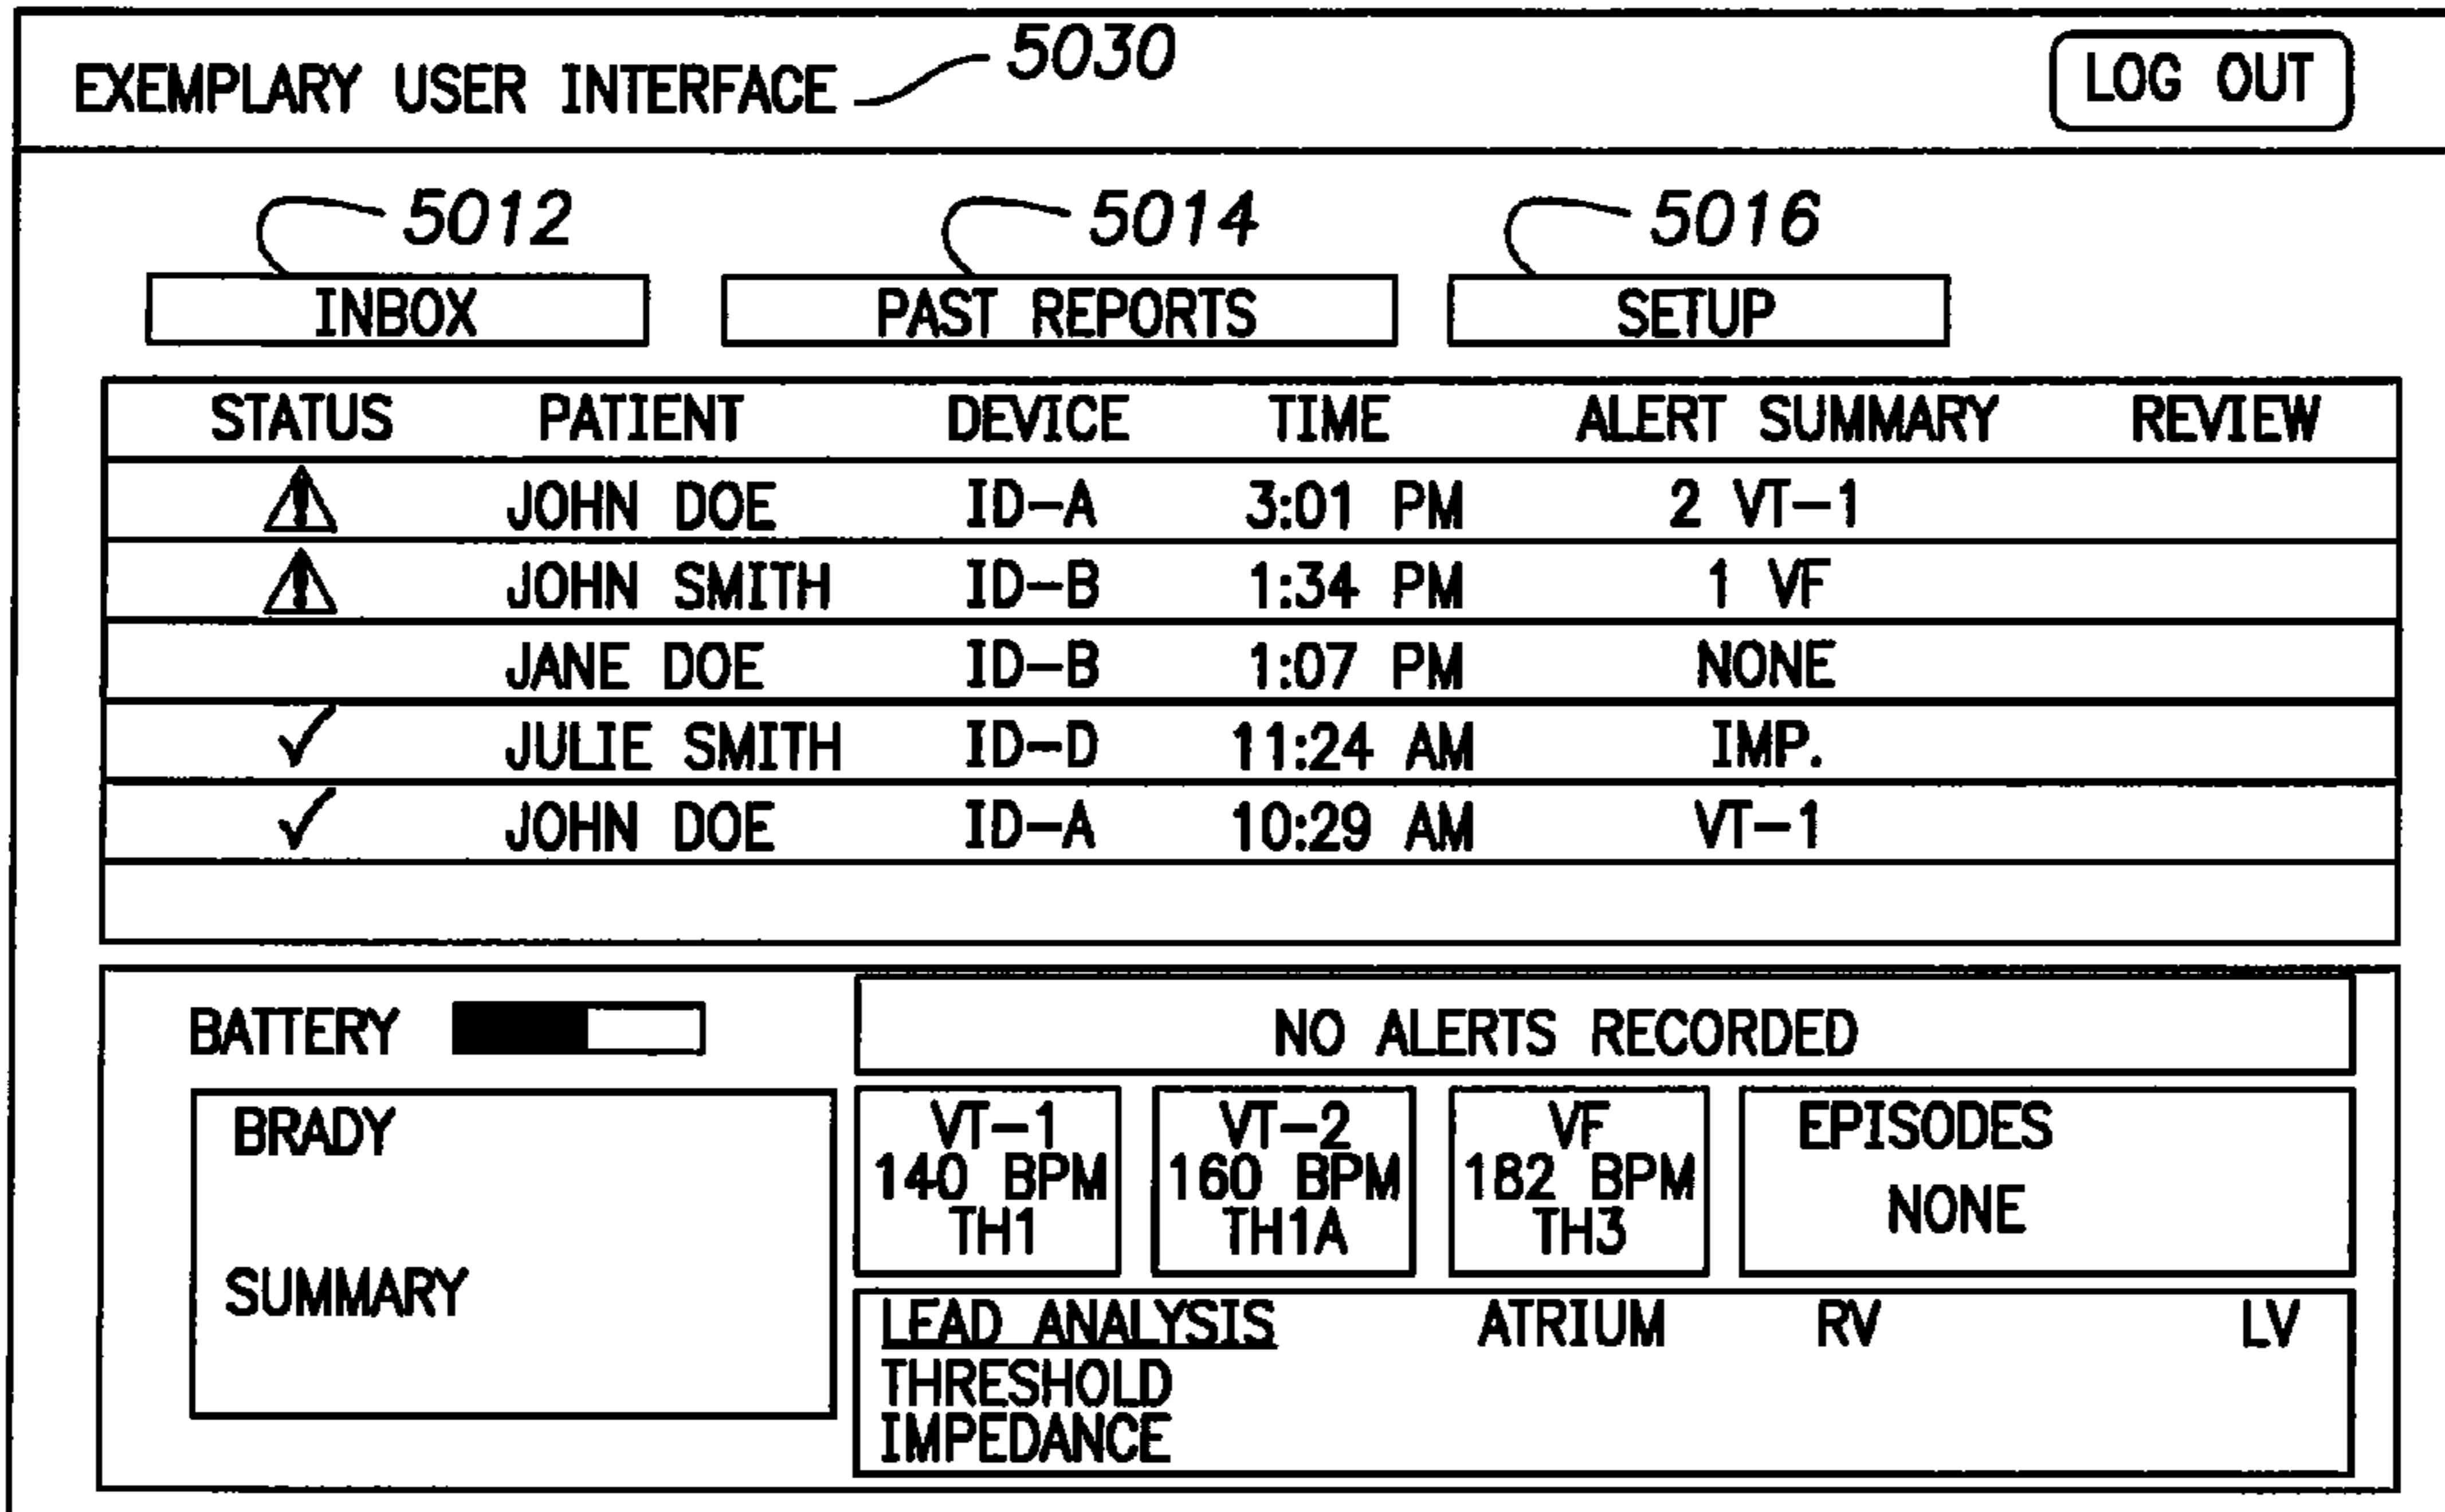 EXEMPLARY USER INTERFACE 5030 LOG OUT
5012 5014 5016
INBOX PAST REPORTS SETUP
STATUS PATIENT DEVICE TIME ALERT SUMMARY REVIEW
JOHN DOE ID-A 3:01 PM 2 VT-1
JOHN SMITH ID-B 1:34 PM 1 VF
JANE DOE ID-B 1:07 PM NONE
JULIE SMITH ID-D 11:24 AM IMP.
JOHN DOE ID-A 10:29 AM VT-1
BATTERY
BRADY
SUMMARY
NO ALERTS RECORDED
VT-1
140 BPM
TH1
VT-2
160 BPM
TH1A
VF
182 BPM
TH3
EPISODES
NONE
LEAD ANALYSIS ATRIUM RV LV
THRESHOLD
IMPEDANCE